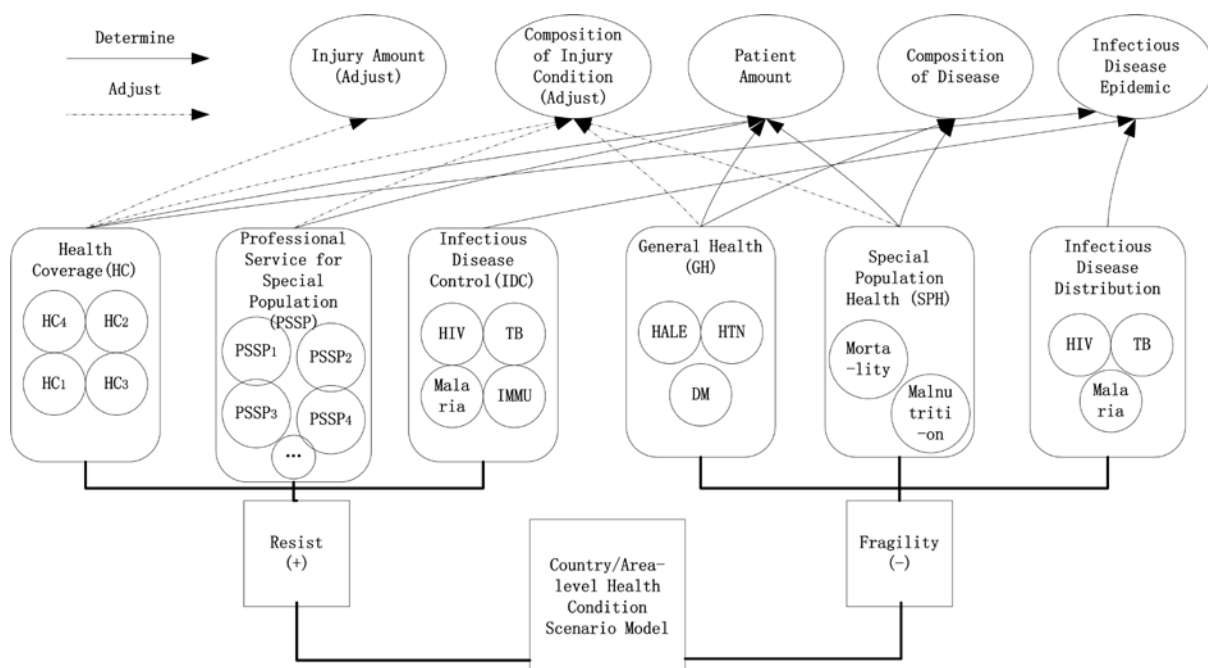 Determine
Adjust
Injury Amount
(Adjust)
Composition
of Injury
Condition
(Adjust)
Patient
Amount
Composition
of Disease
Infectious
Disease
Epidemic
Health
Coverage(HC)
HC4
HC2
HC1
HC3
Professional
Service for
Special
Population
(PSSP)
PSSP1
PSSP2
PSSP3
PSSP4
...
Infectious
Disease
Control(IDC)
HIV
TB
Mala
ria
IMMU
General Health
(GH)
HALE
HTN
DM
Special
Population
Health (SPH)
Morta
-lity
Malnu
triti-
on
Infectious
Disease
Distribution
HIV
TB
Mala
ria
Resist
(+)
Fragility
(-)
Country/Area-
level Health
Condition
Scenario Model